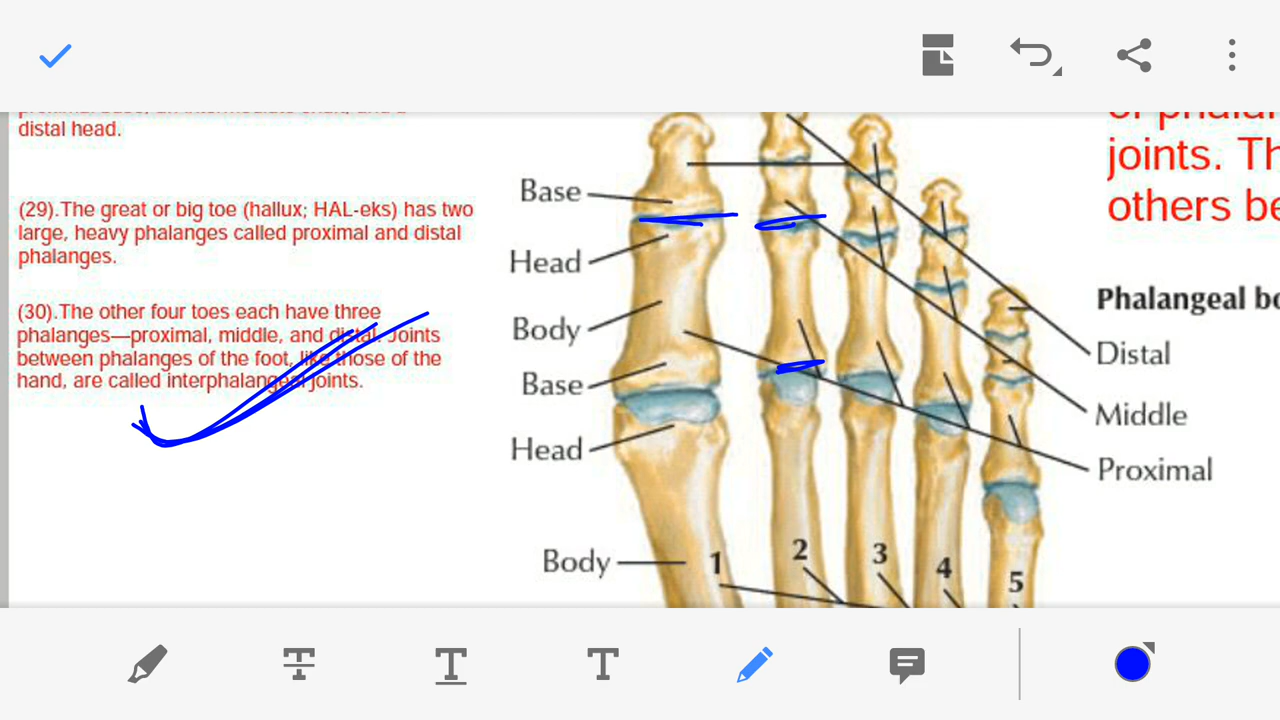 distal head.
(29).The great or big toe (hallux; HAL-eks) has two
large, heavy phalanges called proximal and distal
phalanges.
(30).The other four toes each have three
phalanges—proximal, middle, and distal. Joints
between phalanges of the foot, like those of the
hand, are called interphalangeal joints.
Base
Head
Body
Base
Head
Body
1
2
3
4
5
joints. Th
others be
Phalangeal bo
Distal
Middle
Proximal